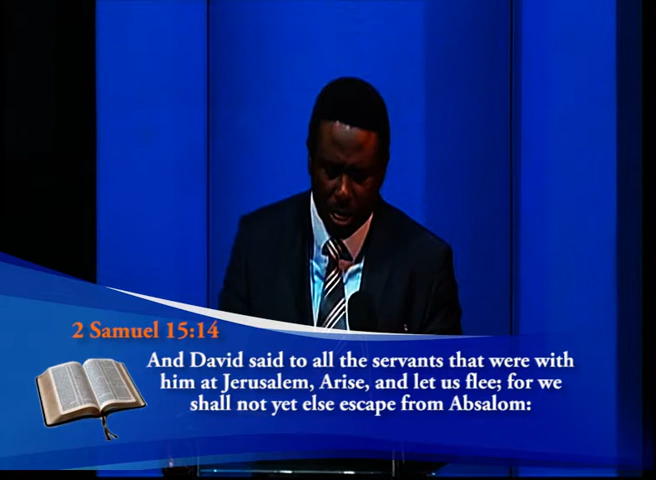 2 Samuel 15:14
And David said to all the servants that were with
him at Jerusalem, Arise, and let us flee; for we
shall not yet else escape from Absalom: